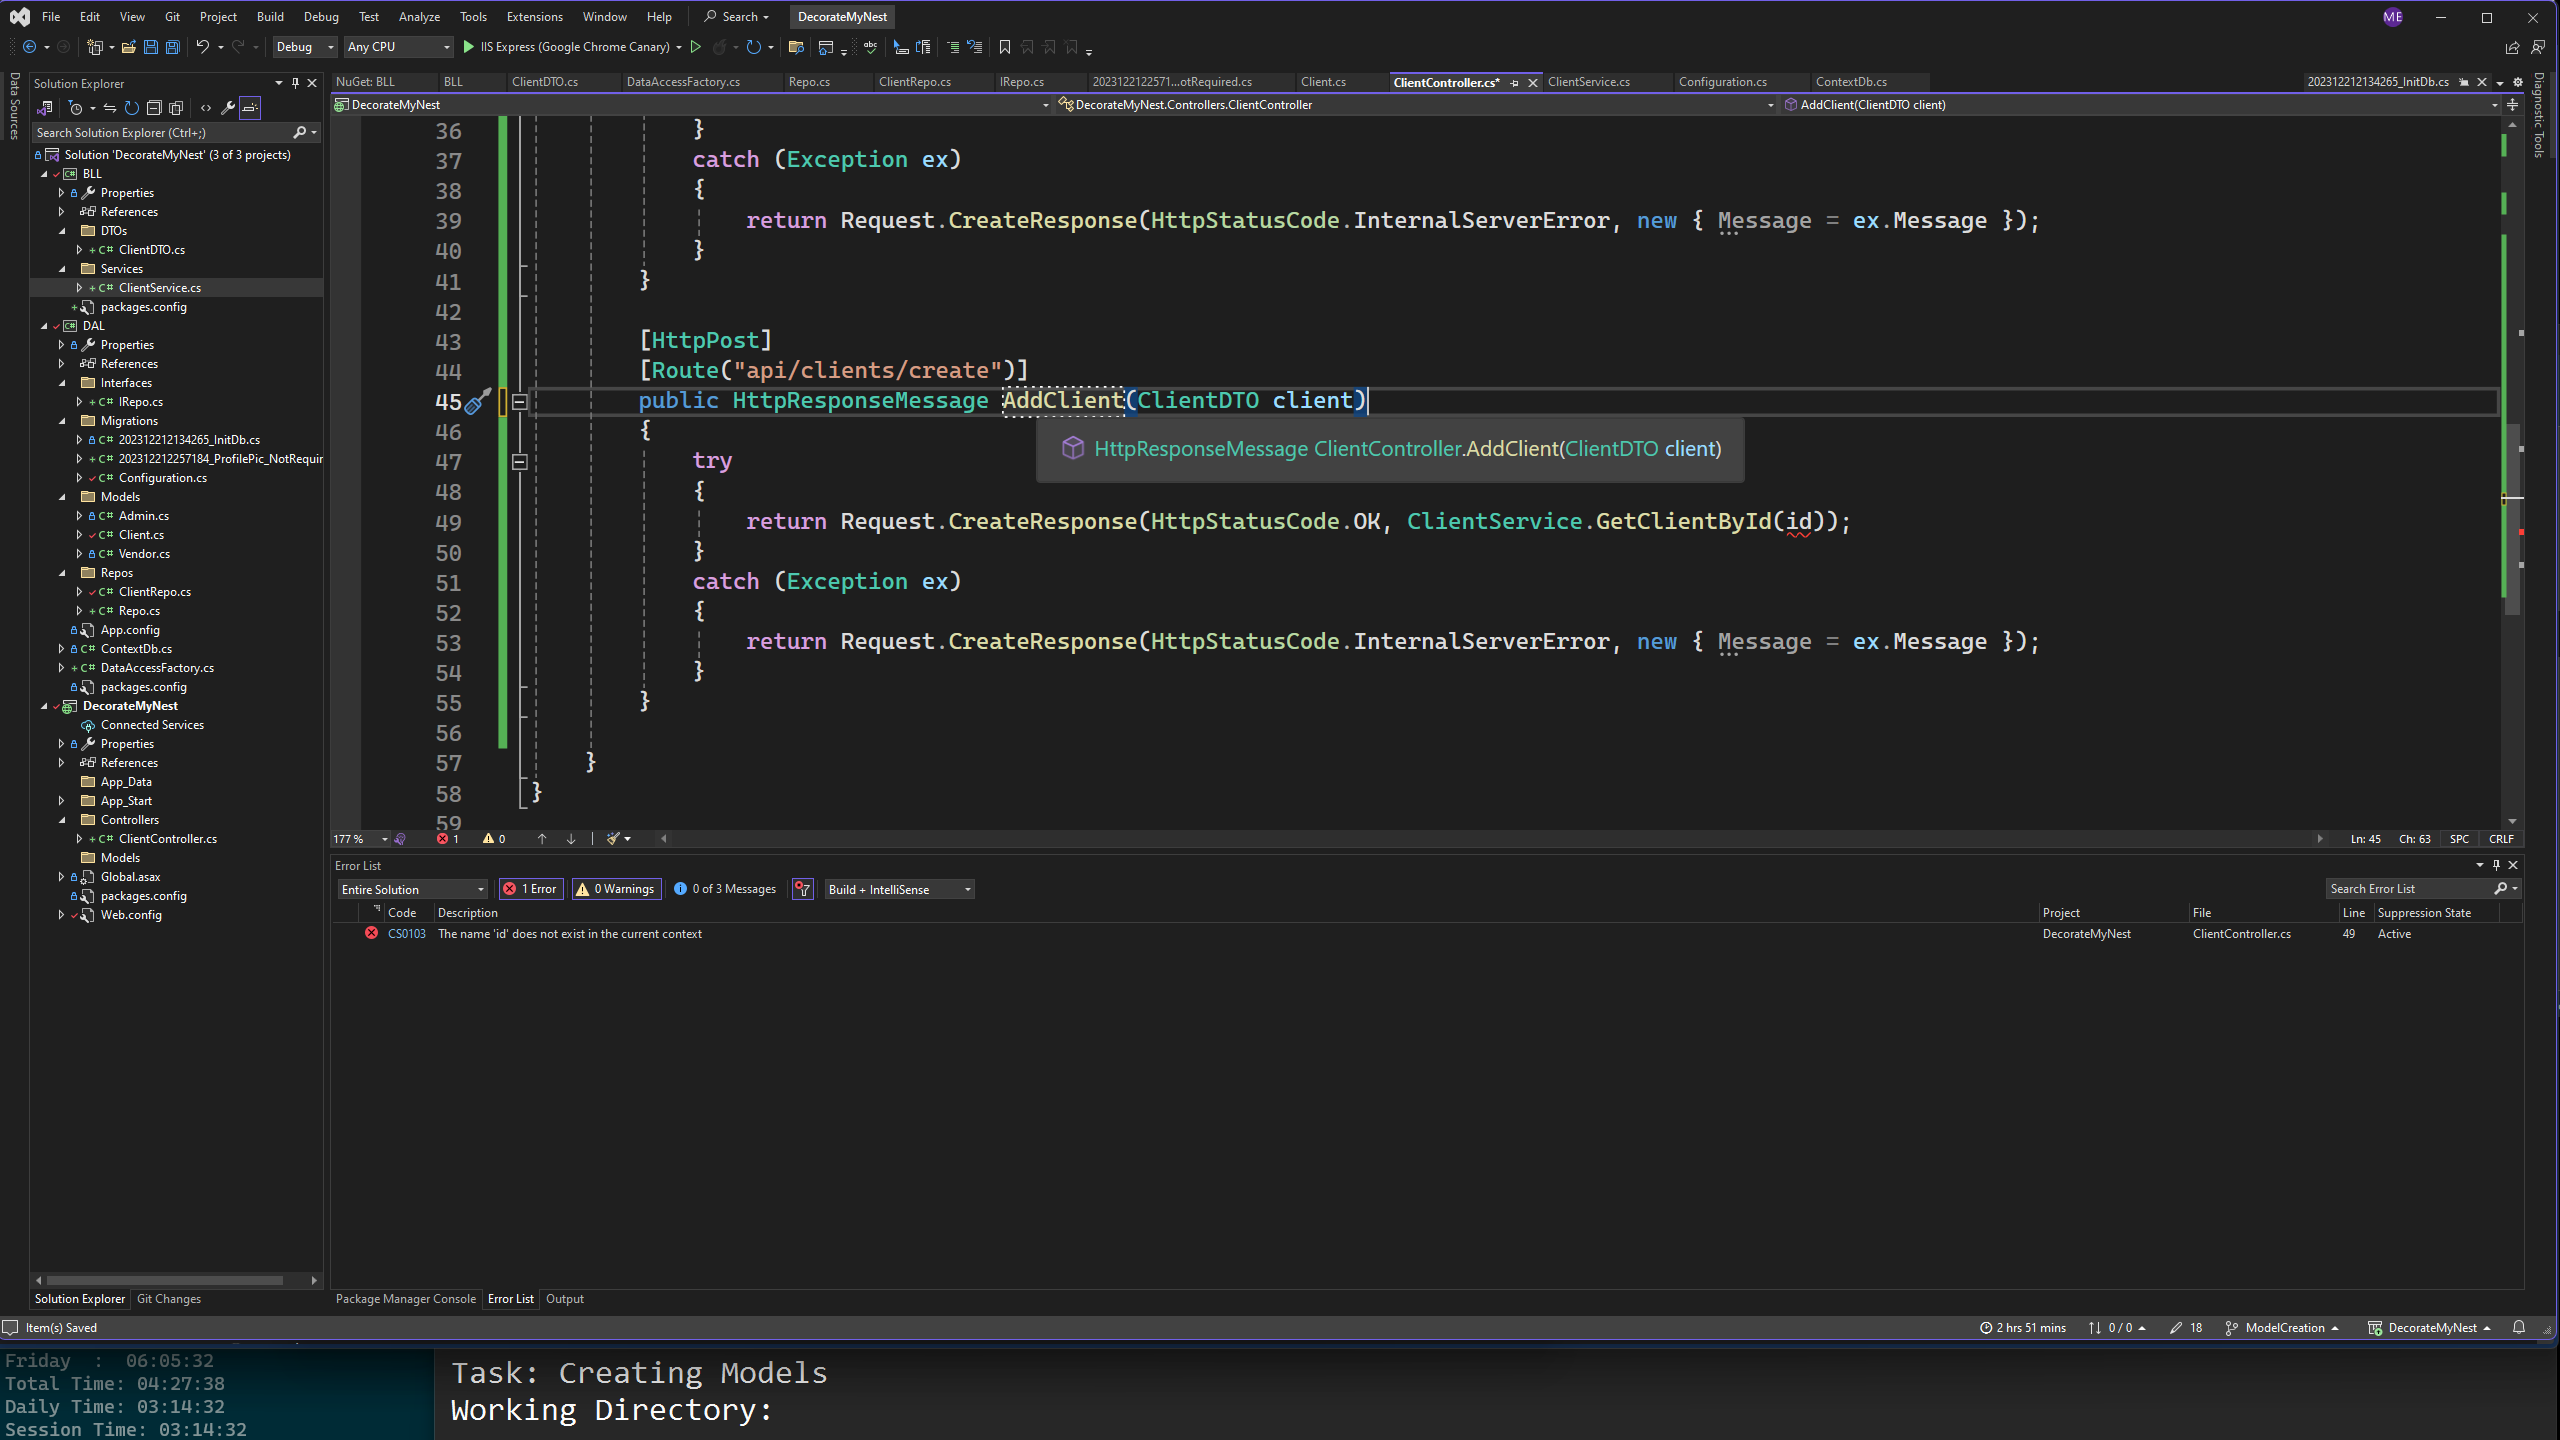 File Edit View Git Project Build Debug Test Analyze Tools Extensions Window Help Search DecorateMyNest ME
Debug Any CPU IIS Express (Google Chrome Canary)
Data Sources
Solution Explorer
Search Solution Explorer (Ctrl+;)
Solution 'DecorateMyNest' (3 of 3 projects)
BLL
Properties
References
DTOs
C# ClientDTO.cs
Services
C# ClientService.cs
packages.config
DAL
Properties
References
Interfaces
C# IRepo.cs
Migrations
C# 202312212134265_InitDb.cs
C# 202312212257184_ProfilePic_NotRequir
C# Configuration.cs
Models
C# Admin.cs
C# Client.cs
C# Vendor.cs
Repos
C# ClientRepo.cs
C# Repo.cs
App.config
C# ContextDb.cs
C# DataAccessFactory.cs
packages.config
DecorateMyNest
Connected Services
Properties
References
App_Data
App_Start
Controllers
C# ClientController.cs
Models
Global.asax
packages.config
Web.config
Solution Explorer Git Changes
NuGet: BLL BLL ClientDTO.cs DataAccessFactory.cs Repo.cs ClientRepo.cs IRepo.cs 2023122122571...otRequired.cs Client.cs ClientController.cs* ClientService.cs Configuration.cs ContextDb.cs 202312212134265_InitDb.cs
DecorateMyNest DecorateMyNest.Controllers.ClientController AddClient(ClientDTO client)
Diagnostic Tools
36 }
37 catch (Exception ex)
38 {
39 return Request.CreateResponse(HttpStatusCode.InternalServerError, new { Message = ex.Message });
40 }
41 }
42
43 [HttpPost]
44 [Route("api/clients/create")]
45 public HttpResponseMessage AddClient(ClientDTO client)
46 {
HttpResponseMessage ClientController.AddClient(ClientDTO client)
47 try
48 {
49 return Request.CreateResponse(HttpStatusCode.OK, ClientService.GetClientById(id));
50 }
51 catch (Exception ex)
52 {
53 return Request.CreateResponse(HttpStatusCode.InternalServerError, new { Message = ex.Message });
54 }
55 }
56
57 }
58 }
59
177 % 1 0 Ln: 45 Ch: 63 SPC CRLF
Error List
Entire Solution 1 Error 0 Warnings 0 of 3 Messages Build + IntelliSense Search Error List
Code Description Project File Line Suppression State
CS0103 The name 'id' does not exist in the current context DecorateMyNest ClientController.cs 49 Active
Package Manager Console Error List Output
Item(s) Saved 2 hrs 51 mins 0 / 0 18 ModelCreation DecorateMyNest
Friday : 06:05:32
Total Time: 04:27:38
Daily Time: 03:14:32
Session Time: 03:14:32
Task: Creating Models
Working Directory: